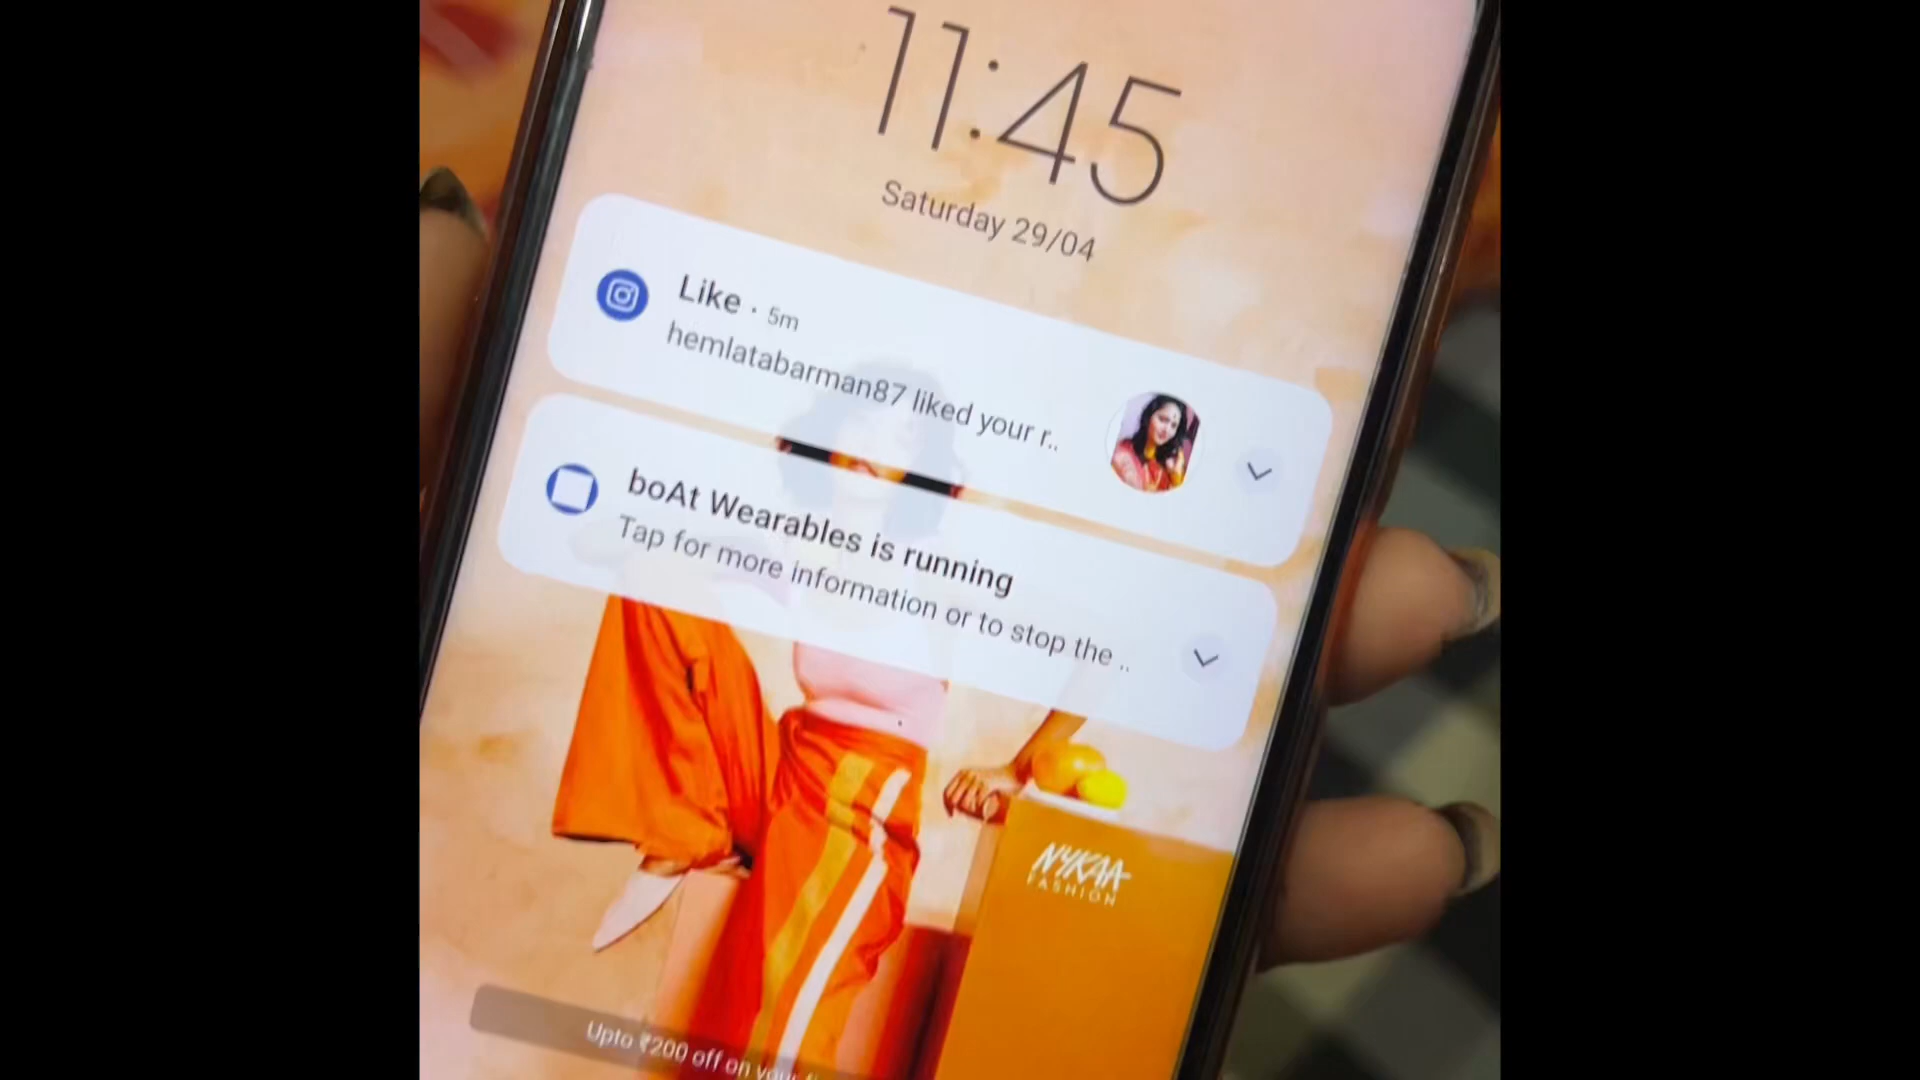 11:45
Saturday 29/04
Like · 5m
hemlatabarman87 liked your r..
boAt Wearables is running
Tap for more information or to stop the ..
NYKAA
FASHION
Upto ₹200 off on your